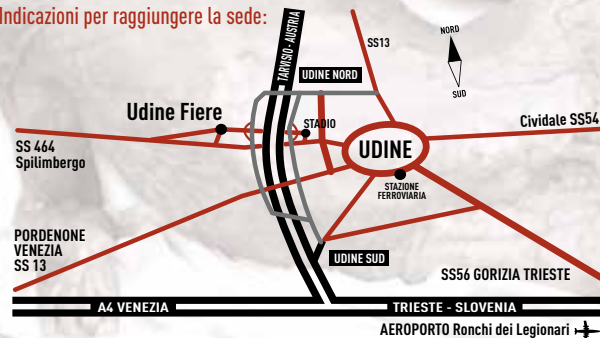 Indicazioni per raggiungere la sede:
TARVISIO - AUSTRIA
SS13
NORD
SUD
UDINE NORD
Udine Fiere
STADIO
Cividale SS54
SS 464
Spilimbergo
UDINE
STAZIONE
FERROVIARIA
PORDENONE
VENEZIA
SS 13
UDINE SUD
SS56 GORIZIA TRIESTE
A4 VENEZIA
TRIESTE - SLOVENIA
AEROPORTO Ronchi dei Legionari